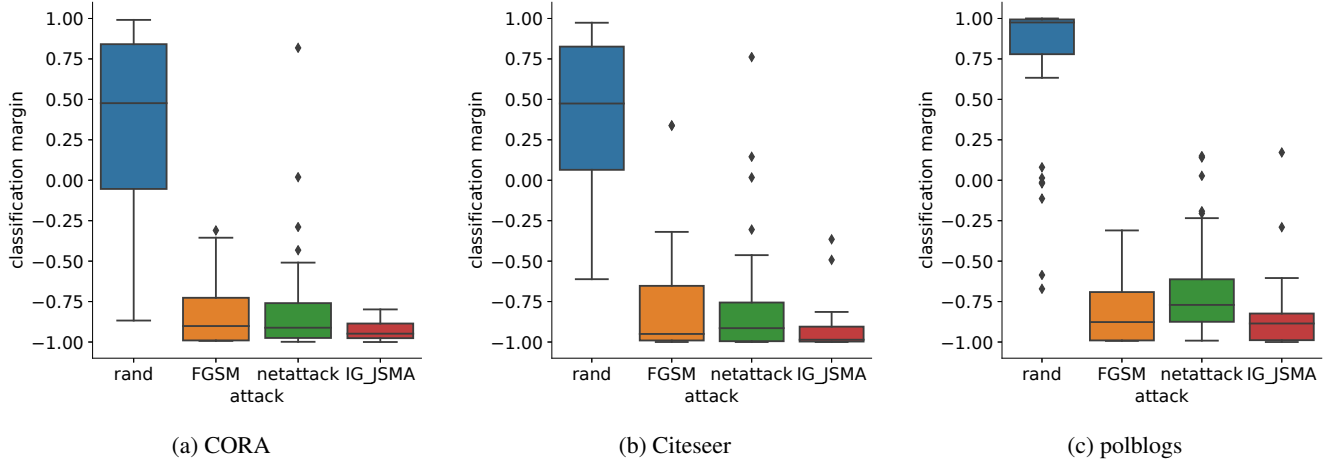 1.00
0.75
0.50
0.25
0.00
−0.25
−0.50
−0.75
−1.00
classification margin
rand FGSM netattack IG_JSMA
attack
(a) CORA
1.00
0.75
0.50
0.25
0.00
−0.25
−0.50
−0.75
−1.00
classification margin
rand FGSM netattack IG_JSMA
attack
(b) Citeseer
1.00
0.75
0.50
0.25
0.00
−0.25
−0.50
−0.75
−1.00
classification margin
rand FGSM netattack IG_JSMA
attack
(c) polblogs